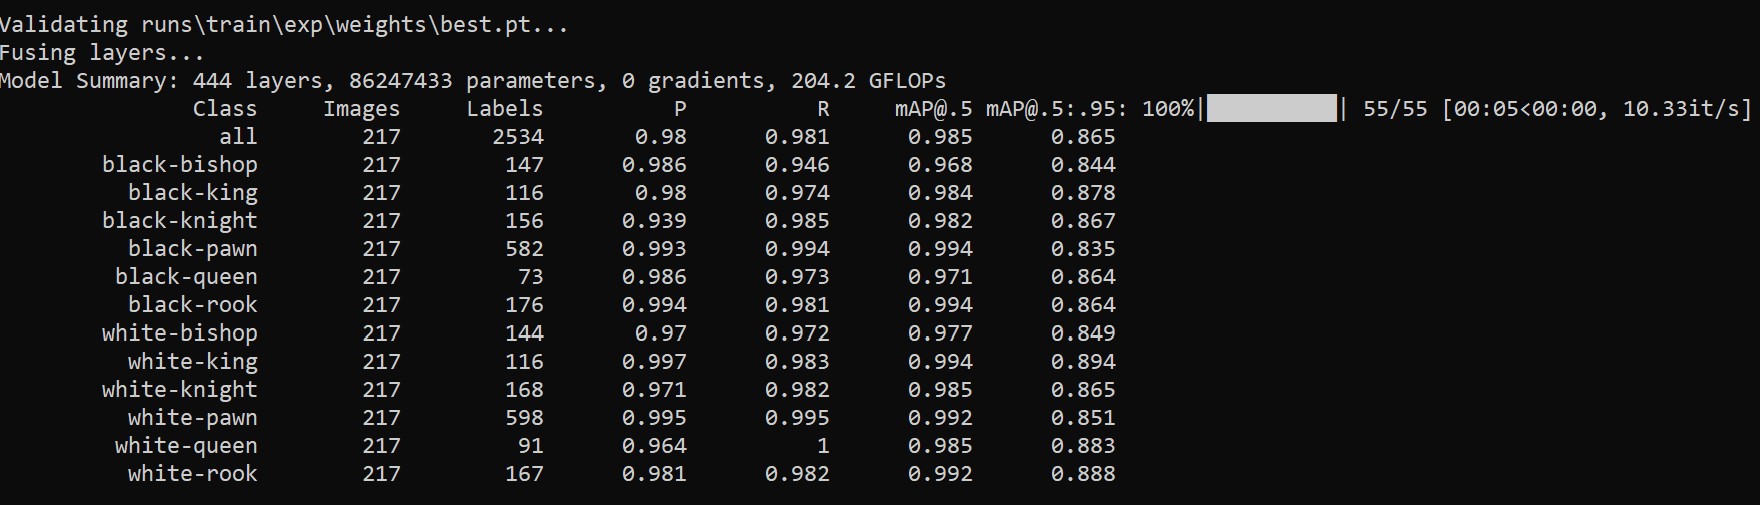 Validating runs\train\exp\weights\best.pt...
Fusing layers...
Model Summary: 444 layers, 86247433 parameters, 0 gradients, 204.2 GFLOPs
Class Images Labels P R mAP@.5 mAP@.5:.95: 100%|██████████| 55/55 [00:05<00:00, 10.33it/s]
all 217 2534 0.98 0.981 0.985 0.865
black-bishop 217 147 0.986 0.946 0.968 0.844
black-king 217 116 0.98 0.974 0.984 0.878
black-knight 217 156 0.939 0.985 0.982 0.867
black-pawn 217 582 0.993 0.994 0.994 0.835
black-queen 217 73 0.986 0.973 0.971 0.864
black-rook 217 176 0.994 0.981 0.994 0.864
white-bishop 217 144 0.97 0.972 0.977 0.849
white-king 217 116 0.997 0.983 0.994 0.894
white-knight 217 168 0.971 0.982 0.985 0.865
white-pawn 217 598 0.995 0.995 0.992 0.851
white-queen 217 91 0.964 1 0.985 0.883
white-rook 217 167 0.981 0.982 0.992 0.888